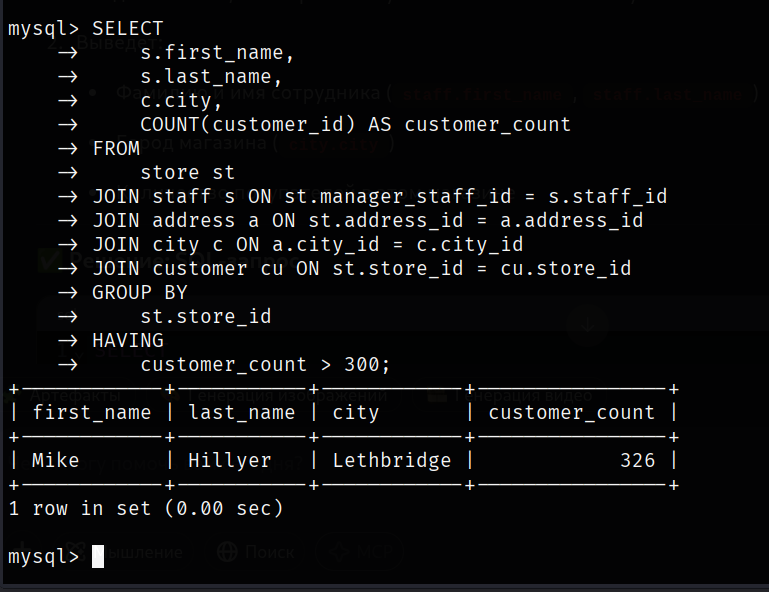 mysql> SELECT
    -> s.first_name,
    -> s.last_name,
    -> c.city,
    -> COUNT(customer_id) AS customer_count
    -> FROM
    -> store st
    -> JOIN staff s ON st.manager_staff_id = s.staff_id
    -> JOIN address a ON st.address_id = a.address_id
    -> JOIN city c ON a.city_id = c.city_id
    -> JOIN customer cu ON st.store_id = cu.store_id
    -> GROUP BY
    -> st.store_id
    -> HAVING
    -> customer_count > 300;
| first_name | last_name | city | customer_count |
| Mike | Hillyer | Lethbridge | 326 |
1 row in set (0.00 sec)
mysql>